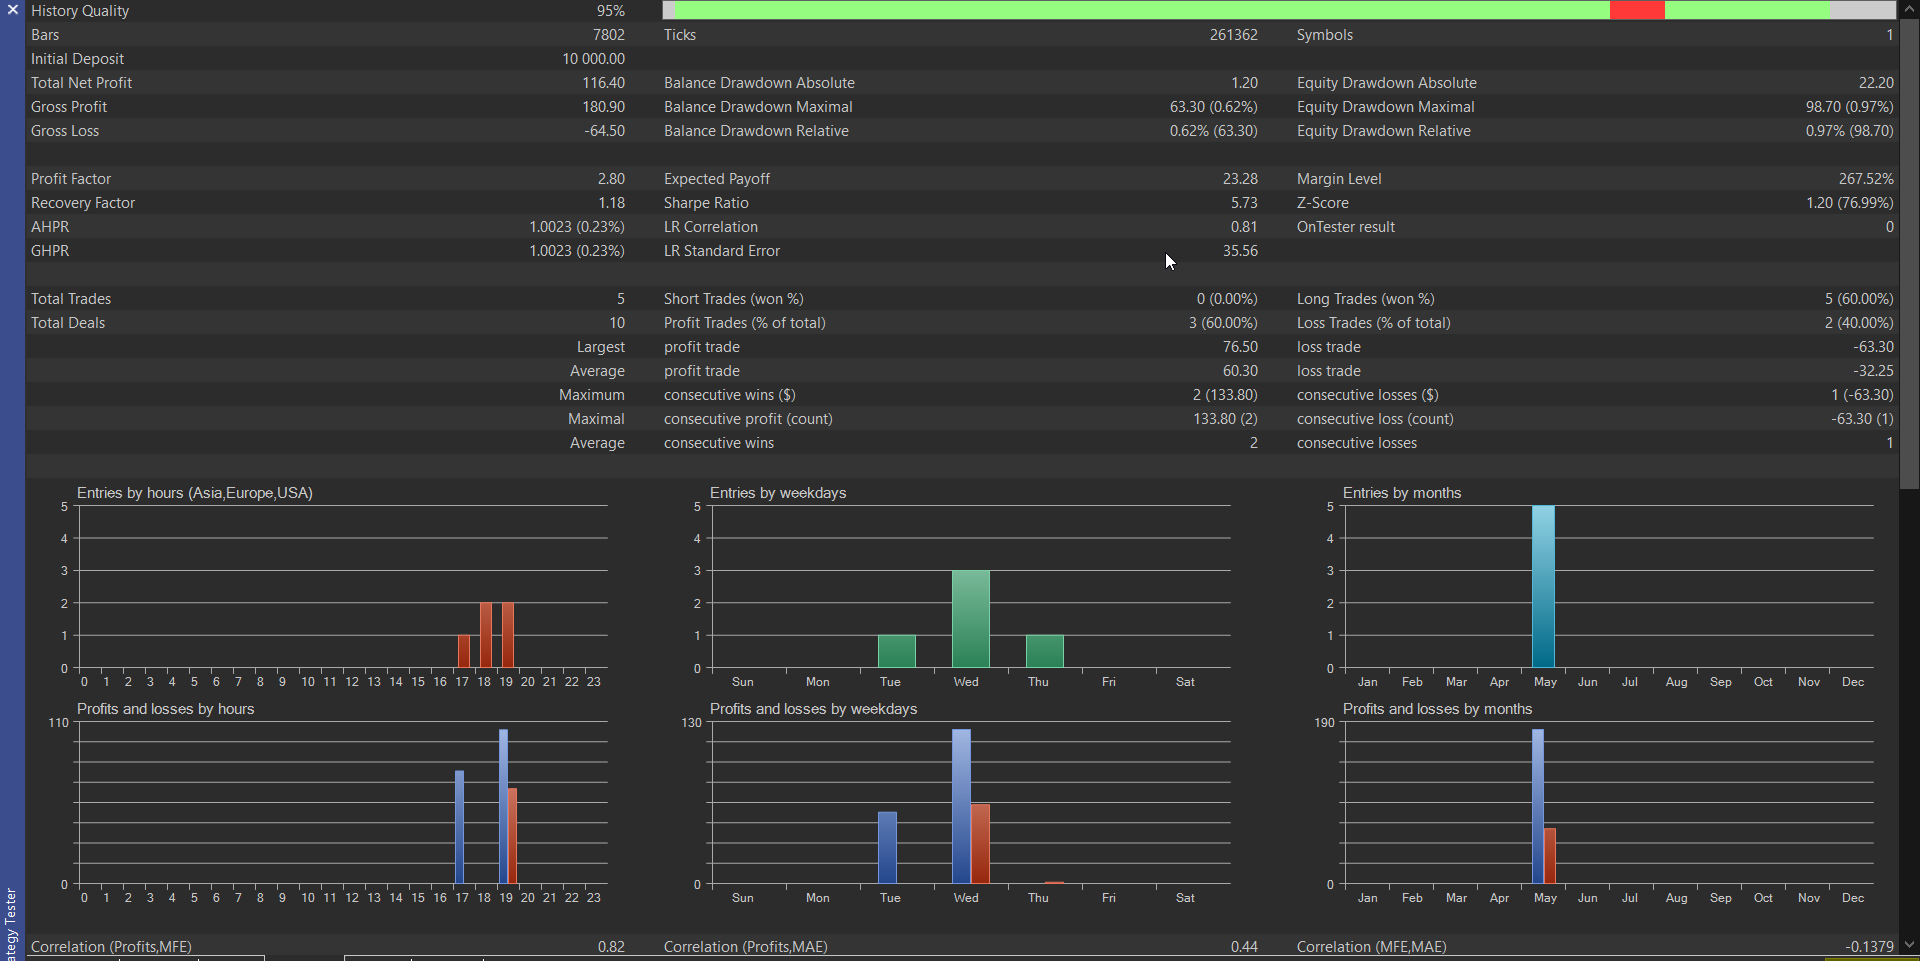 History Quality 95%
Bars 7802 Ticks 261362 Symbols 1
Initial Deposit 10 000.00
Total Net Profit 116.40 Balance Drawdown Absolute 1.20 Equity Drawdown Absolute 22.20
Gross Profit 180.90 Balance Drawdown Maximal 63.30 (0.62%) Equity Drawdown Maximal 98.70 (0.97%)
Gross Loss -64.50 Balance Drawdown Relative 0.62% (63.30) Equity Drawdown Relative 0.97% (98.70)
Profit Factor 2.80 Expected Payoff 23.28 Margin Level 267.52%
Recovery Factor 1.18 Sharpe Ratio 5.73 Z-Score 1.20 (76.99%)
AHPR 1.0023 (0.23%) LR Correlation 0.81 OnTester result 0
GHPR 1.0023 (0.23%) LR Standard Error 35.56
Total Trades 5 Short Trades (won %) 0 (0.00%) Long Trades (won %) 5 (60.00%)
Total Deals 10 Profit Trades (% of total) 3 (60.00%) Loss Trades (% of total) 2 (40.00%)
Largest profit trade 76.50 loss trade -63.30
Average profit trade 60.30 loss trade -32.25
Maximum consecutive wins ($) 2 (133.80) consecutive losses ($) 1 (-63.30)
Maximal consecutive profit (count) 133.80 (2) consecutive loss (count) -63.30 (1)
Average consecutive wins 2 consecutive losses 1
Entries by hours (Asia,Europe,USA) Entries by weekdays Entries by months
5 5 5
4 4 4
3 3 3
2 2 2
1 1 1
0 0 0
0 1 2 3 4 5 6 7 8 9 10 11 12 13 14 15 16 17 18 19 20 21 22 23 Sun Mon Tue Wed Thu Fri Sat Jan Feb Mar Apr May Jun Jul Aug Sep Oct Nov Dec
Profits and losses by hours Profits and losses by weekdays Profits and losses by months
110 130 190
0 0 0
0 1 2 3 4 5 6 7 8 9 10 11 12 13 14 15 16 17 18 19 20 21 22 23 Sun Mon Tue Wed Thu Fri Sat Jan Feb Mar Apr May Jun Jul Aug Sep Oct Nov Dec
Correlation (Profits,MFE) 0.82 Correlation (Profits,MAE) 0.44 Correlation (MFE,MAE) -0.1379
ategy Tester